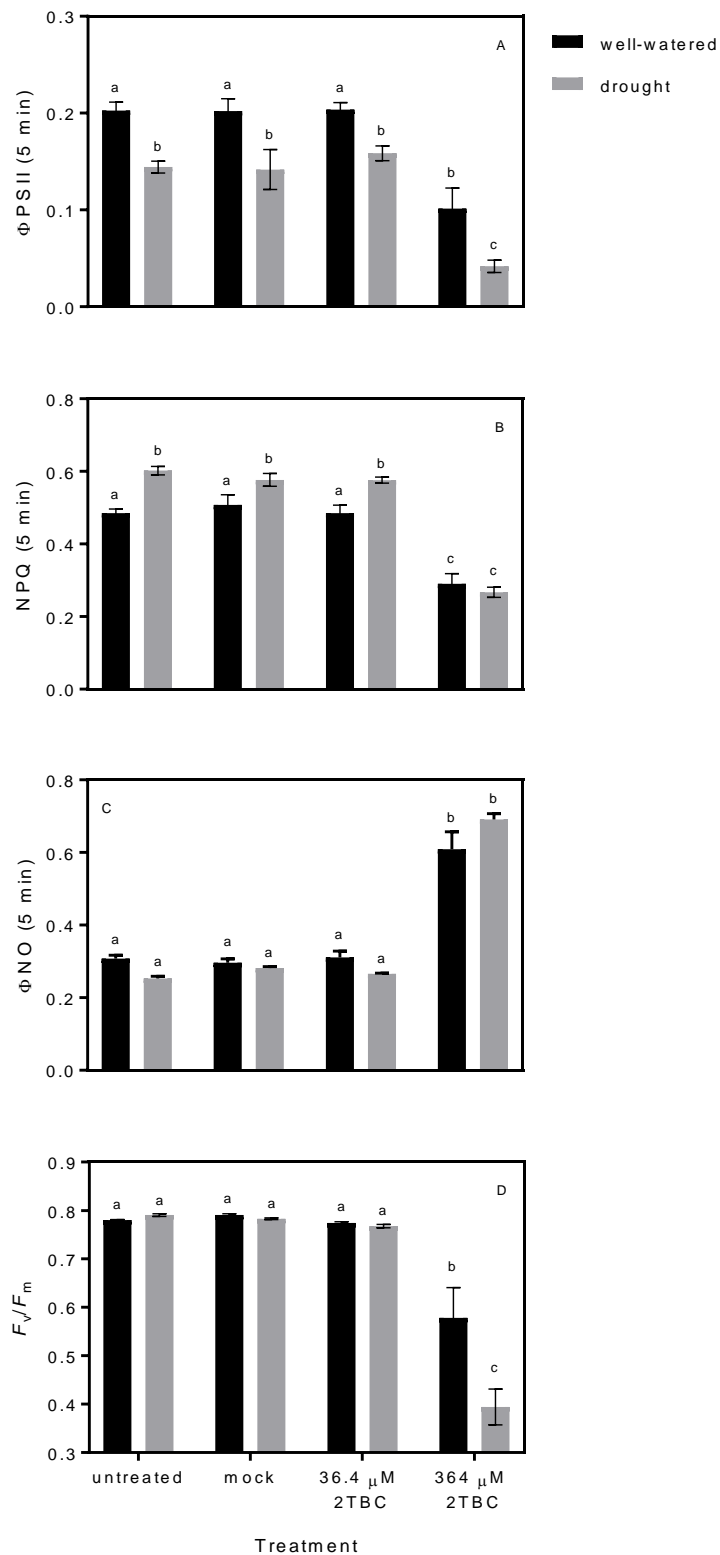 0.3
A
well-watered
drought
a
a
a
0.2
b
b
b
b
ΦPSII (5 min)
0.1
c
0.0
0.8
B
b
b
b
0.6
a
a
a
NPQ (5 min)
0.4
c
c
0.2
0.0
0.8
C
b
b
0.6
ΦNO (5 min)
0.4
a
a
a
a
a
a
0.2
0.0
0.9
D
a
a
a
a
a
a
0.8
0.7
b
Fv/Fm
0.6
0.5
c
0.4
0.3
untreated mock 36.4 μM 364 μM
2TBC 2TBC
Treatment